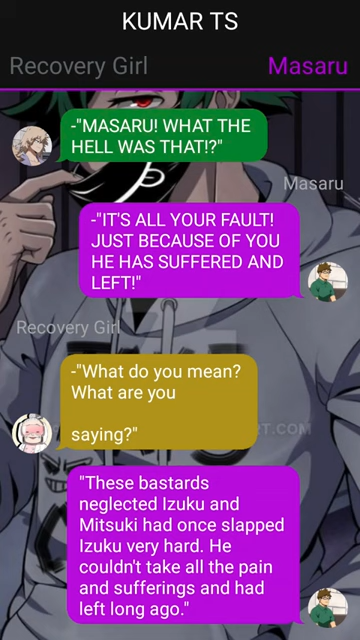 KUMAR TS
Recovery Girl
Masaru
-"MASARU! WHAT THE
HELL WAS THAT!?"
Masaru
-"IT'S ALL YOUR FAULT!
JUST BECAUSE OF YOU
HE HAS SUFFERED AND
LEFT!"
Recovery Girl
-"What do you mean?
What are you
saying?"
"These bastards
neglected Izuku and
Mitsuki had once slapped
Izuku very hard. He
couldn't take all the pain
and sufferings and had
left long ago."